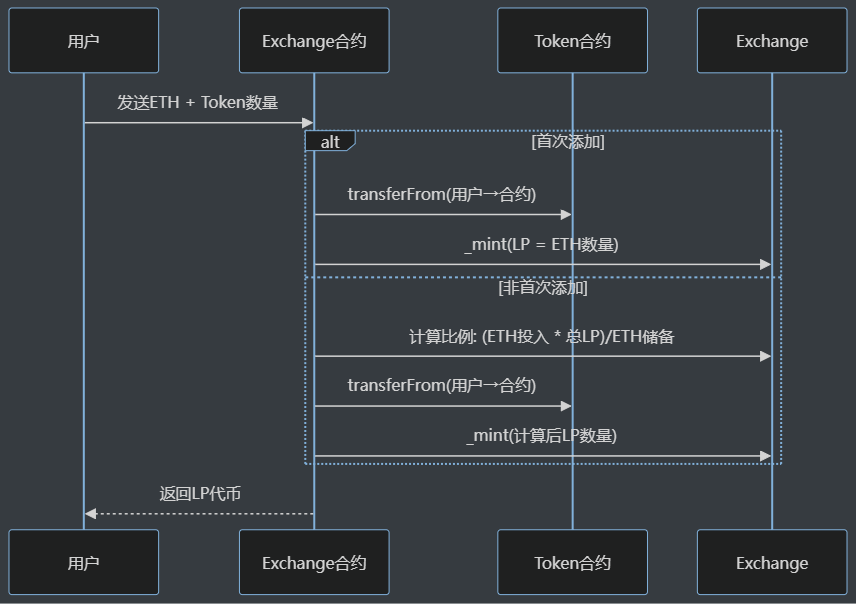 用户
Exchange合约
Token合约
Exchange
发送ETH + Token数量
alt
[首次添加]
transferFrom(用户→合约)
_mint(LP = ETH数量)
[非首次添加]
计算比例: (ETH投入 * 总LP)/ETH储备
transferFrom(用户→合约)
_mint(计算后LP数量)
返回LP代币
用户
Exchange合约
Token合约
Exchange